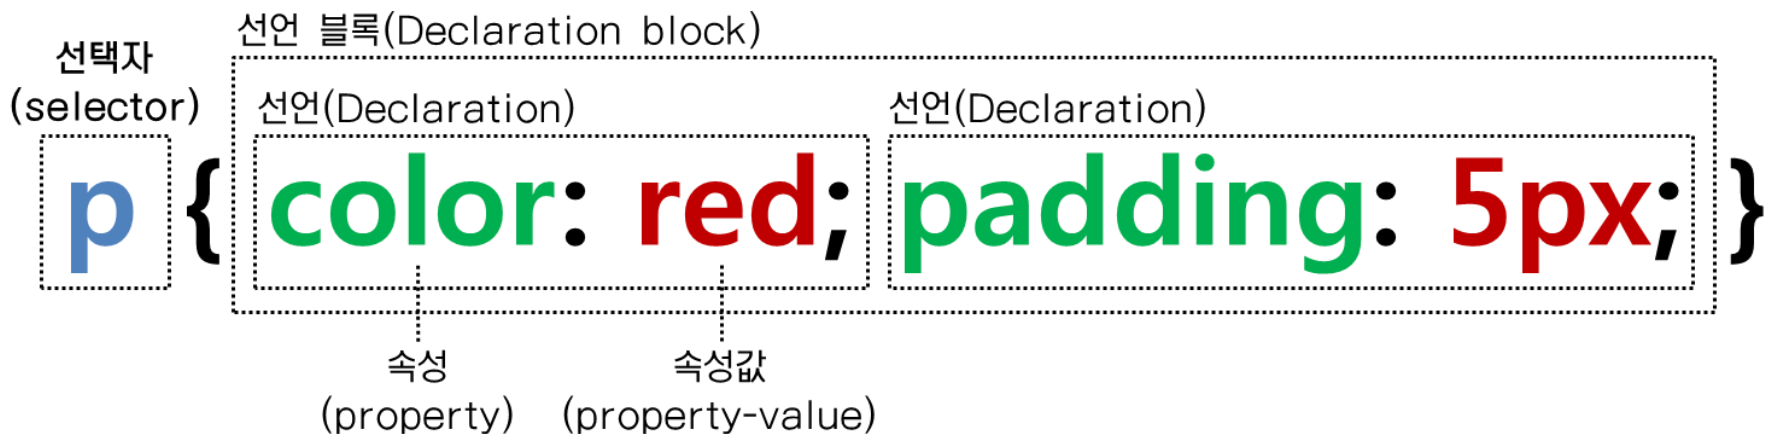 선언 블록(Declaration block)
선택자
(selector)
선언(Declaration) 선언(Declaration)
p { color: red; padding: 5px; }
속성 속성값
(property) (property-value)